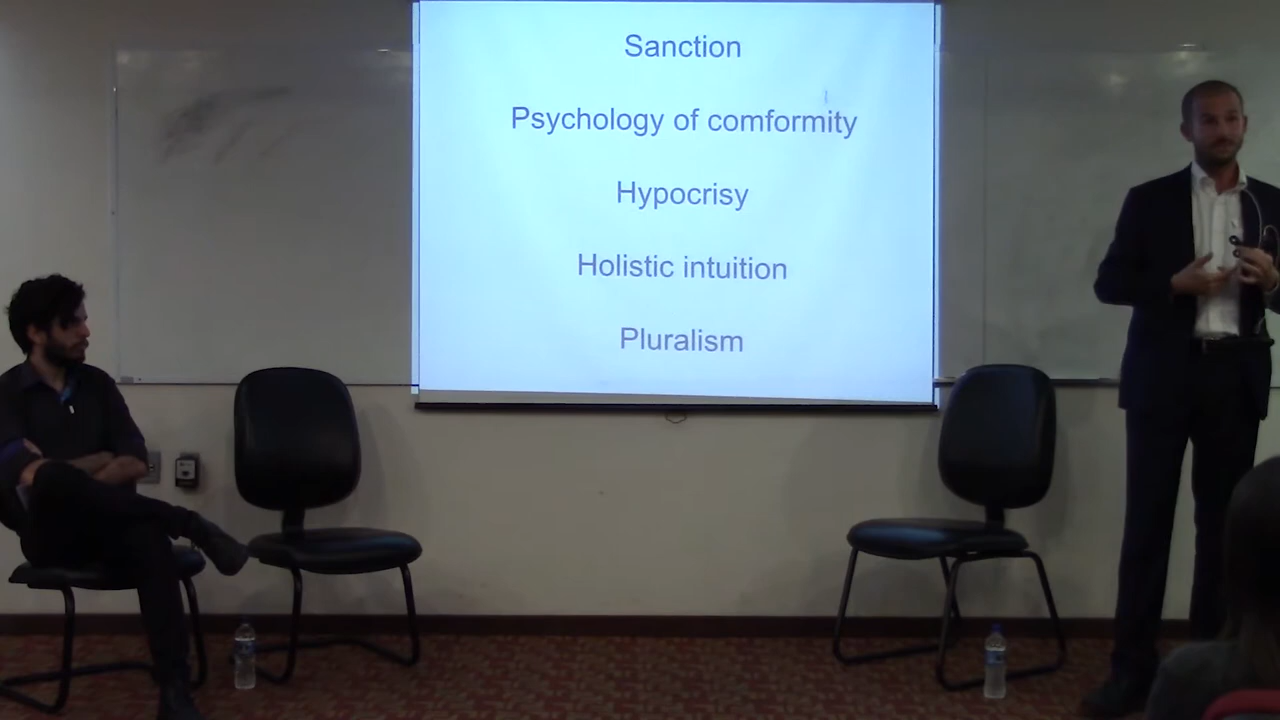 Sanction
Psychology of comformity
Hypocrisy
Holistic intuition
Pluralism